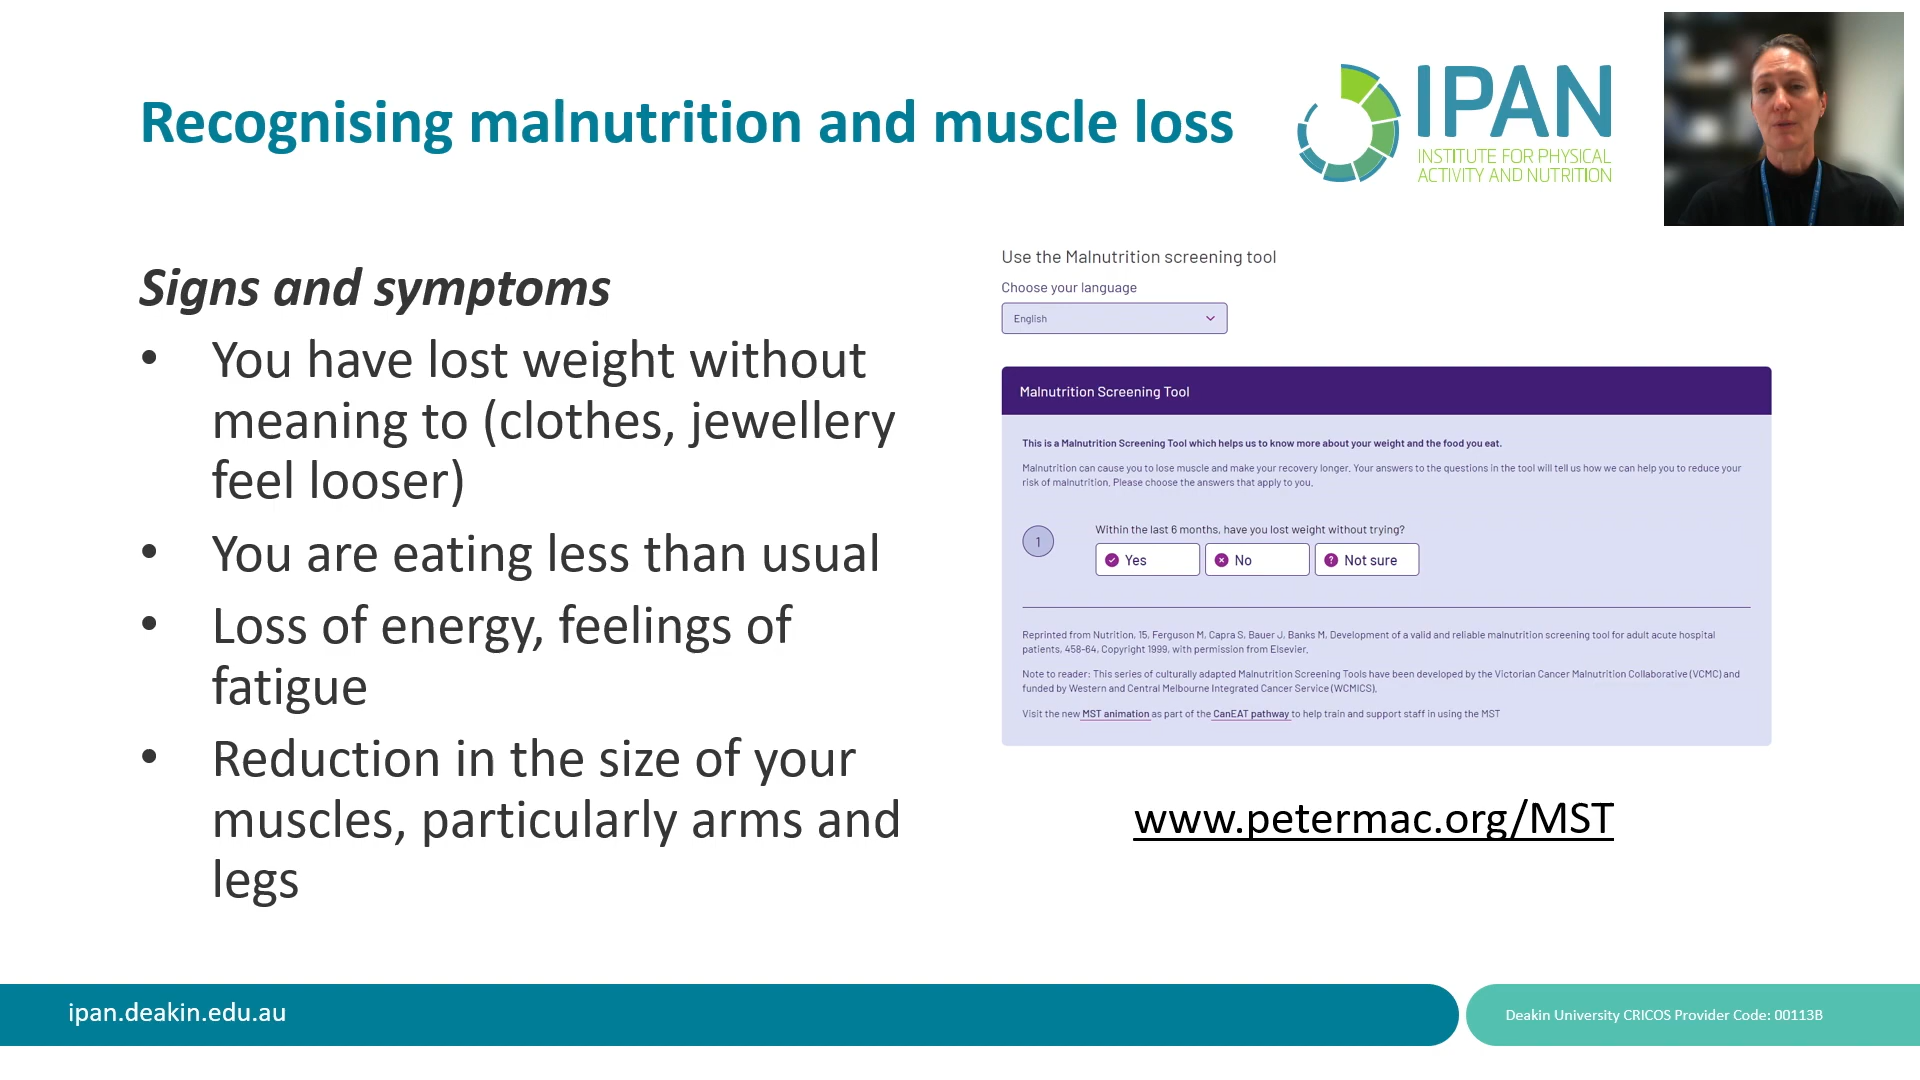 Recognising malnutrition and muscle loss
IPAN
INSTITUTE FOR PHYSICAL
ACTIVITY AND NUTRITION
Signs and symptoms
• You have lost weight without
meaning to (clothes, jewellery
feel looser)
• You are eating less than usual
• Loss of energy, feelings of
fatigue
• Reduction in the size of your
muscles, particularly arms and
legs
Use the Malnutrition screening tool
Choose your language
English
Malnutrition Screening Tool
This is a Malnutrition Screening Tool which helps us to know more about your weight and the food you eat.
Malnutrition can cause you to lose muscle and make your recovery longer. Your answers to the questions in the tool will tell us how we can help you to reduce your
risk of malnutrition. Please choose the answers that apply to you.
1
Within the last 6 months, have you lost weight without trying?
Yes
No
Not sure
Reprinted from Nutrition, 15, Ferguson M, Capra S, Bauer J, Banks M, Development of a valid and reliable malnutrition screening tool for adult acute hospital
patients, 458-64, Copyright 1999, with permission from Elsevier.
Note to reader: This series of culturally adapted Malnutrition Screening Tools have been developed by the Victorian Cancer Malnutrition Collaborative (VCMC) and
funded by Western and Central Melbourne Integrated Cancer Service (WCMICS).
Visit the new MST animation as part of the CanEAT pathway to help train and support staff in using the MST
www.petermac.org/MST
ipan.deakin.edu.au
Deakin University CRICOS Provider Code: 00113B